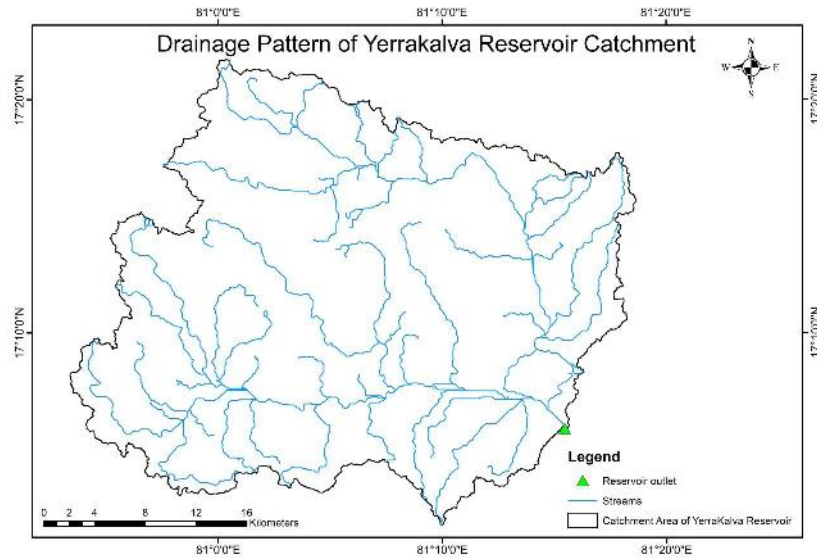 81°0'0"E 81°10'0"E 81°20'0"E
Drainage Pattern of Yerrakalva Reservoir Catchment
N
W E
S
17°20'0"N 17°20'0"N
17°10'0"N 17°10'0"N
Legend
Reservoir outlet
Streams
Catchment Area of YerraKalva Reservoir
0 2 4 8 12 16
Kilometers
81°0'0"E 81°10'0"E 81°20'0"E